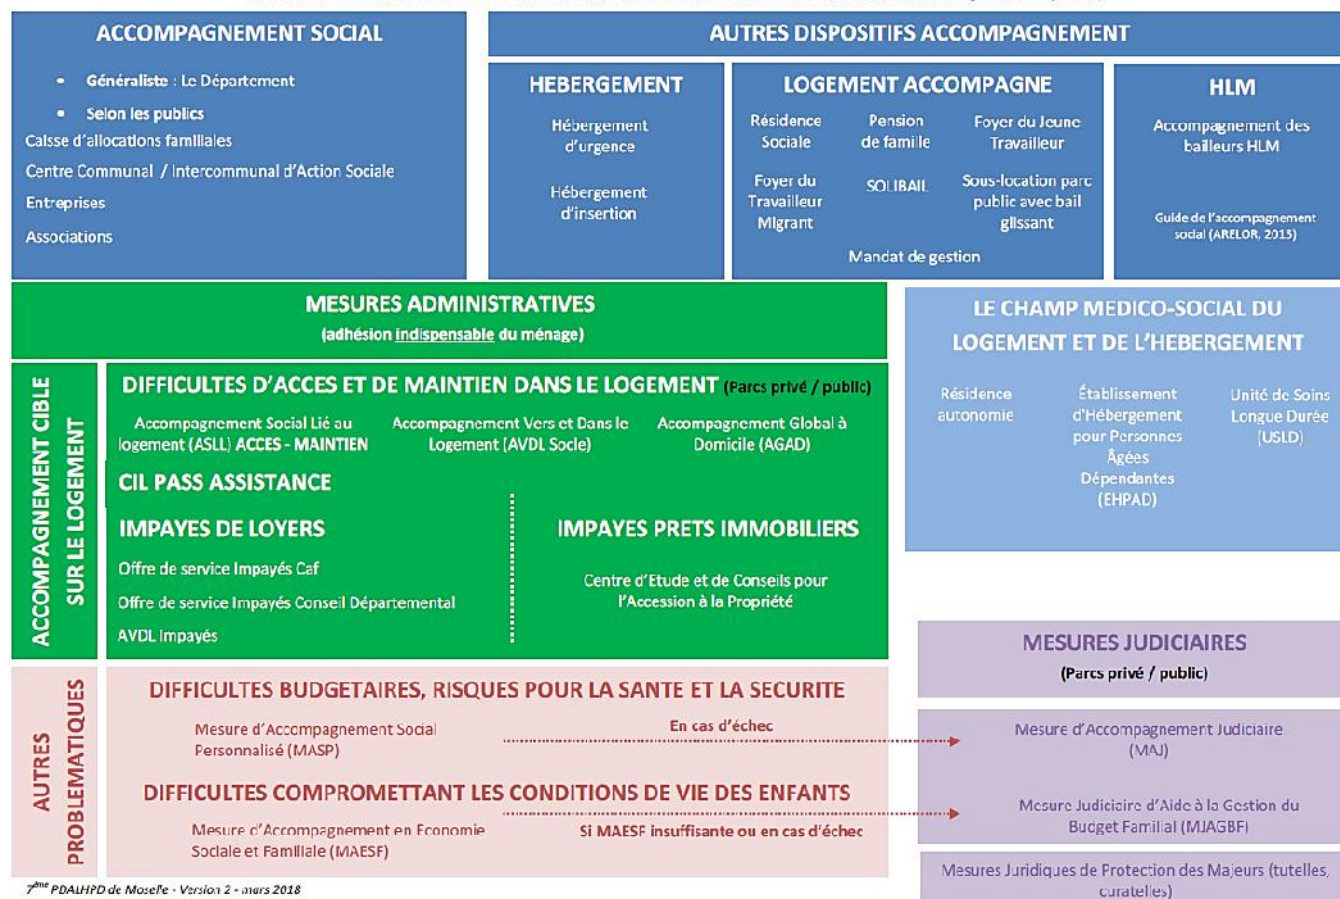 ACCOMPAGNEMENT SOCIAL
• Généraliste : Le Département
• Selon les publics
Caisse d'allocations familiales
Centre Communal / Intercommunal d'Action Sociale
Entreprises
Associations
AUTRES DISPOSITIFS ACCOMPAGNEMENT
HEBERGEMENT
Hébergement
d'urgence
Hébergement
d'insertion
LOGEMENT ACCOMPAGNE
Résidence
Sociale
Pension
de famille
Foyer du Jeune
Travailleur
Foyer du
Travailleur
Migrant
SOLIBAIL
Sous-location parc
public avec bail
glissant
Mandat de gestion
HLM
Accompagnement des
bailleurs HLM
Guide de l'accompagnement
social (ARELOR, 2015)
MESURES ADMINISTRATIVES
(adhésion indispensable du ménage)
LE CHAMP MEDICO-SOCIAL DU
LOGEMENT ET DE L'HEBERGEMENT
Résidence
autonomie
Établissement
d'Hébergement
pour Personnes
Âgées
Dépendantes
(EHPAD)
Unité de Soins
Longue Durée
(USLD)
ACCOMPAGNEMENT CIBLE
SUR LE LOGEMENT
DIFFICULTES D'ACCES ET DE MAINTIEN DANS LE LOGEMENT (Parcs privé / public)
Accompagnement Social Lié au
logement (ASLL) ACCES - MAINTIEN
Accompagnement Vers et Dans le
Logement (AVDL Socle)
Accompagnement Global à
Domicile (AGAD)
CIL PASS ASSISTANCE
IMPAYES DE LOYERS
Offre de service Impayés Caf
Offre de service Impayés Conseil Départemental
AVDL Impayés
IMPAYES PRETS IMMOBILIERS
Centre d'Etude et de Conseils pour
l'Accession à la Propriété
MESURES JUDICIAIRES
(Parcs privé / public)
AUTRES
PROBLEMATIQUES
DIFFICULTES BUDGETAIRES, RISQUES POUR LA SANTE ET LA SECURITE
Mesure d'Accompagnement Social
Personnalisé (MASP)
En cas d'échec
Mesure d'Accompagnement Judiciaire
(MAJ)
DIFFICULTES COMPROMETTANT LES CONDITIONS DE VIE DES ENFANTS
Mesure d'Accompagnement en Economie
Sociale et Familiale (MAESF)
Si MAESF insuffisante ou en cas d'échec
Mesure Judiciaire d'Aide à la Gestion du
Budget Familial (MJAGBF)
Mesures Juridiques de Protection des Majeurs (tutelles,
curatelles)
7ème PDALHPD de Moselle - Version 2 - mars 2018